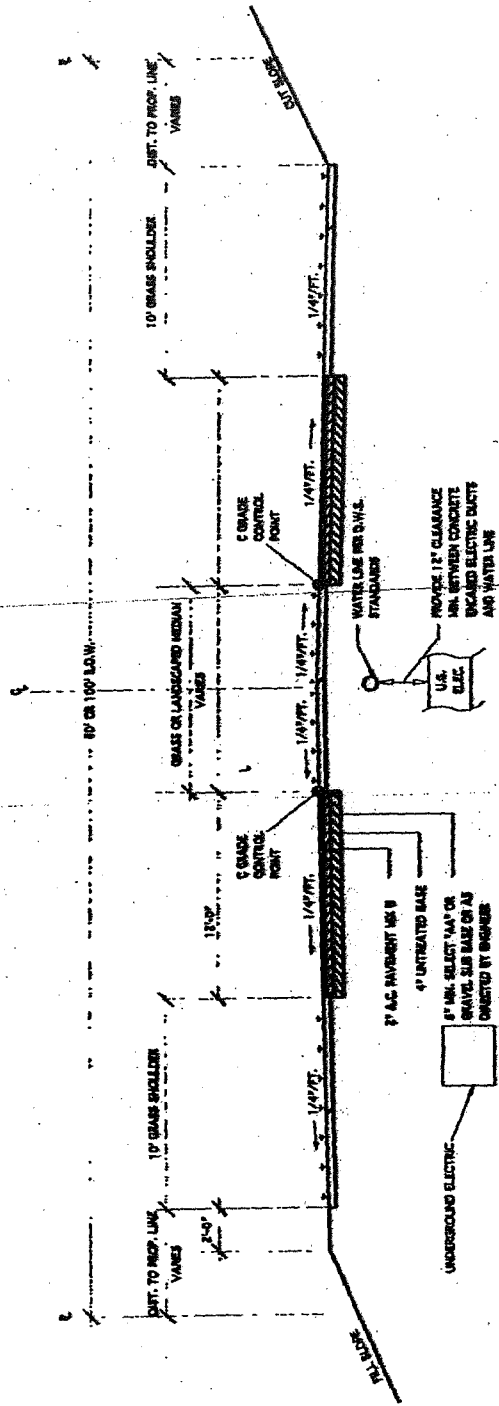 80' OR 100' R.O.W.
DIST. TO PROP. LINE
VARIES
10' GRASS SHOULDER
GRASS OR LANDSCAPED MEDIAN
VARIES
10' GRASS SHOULDER
DIST. TO PROP. LINE
VARIES
2'-0"
12'-0"
℄ GRADE
CONTROL
POINT
℄ GRADE
CONTROL
POINT
FILL SLOPE
1/4"/FT.
1/4"/FT.
1/4"/FT.
1/4"/FT.
1/4"/FT.
1/4"/FT.
CUT SLOPE
WATER LINE PER D.W.S.
STANDARDS
2" A.C. PAVEMENT MIX
4" UNTREATED BASE
MIN. SELECT "AA" OR
GRAVEL SUB BASE OR AS
DIRECTED BY ENGINEER
U.S.
ELEC.
PROVIDE 12" CLEARANCE
MIN. BETWEEN CONCRETE
ENCASED ELECTRIC DUCTS
AND WATER LINE
UNDERGROUND ELECTRIC